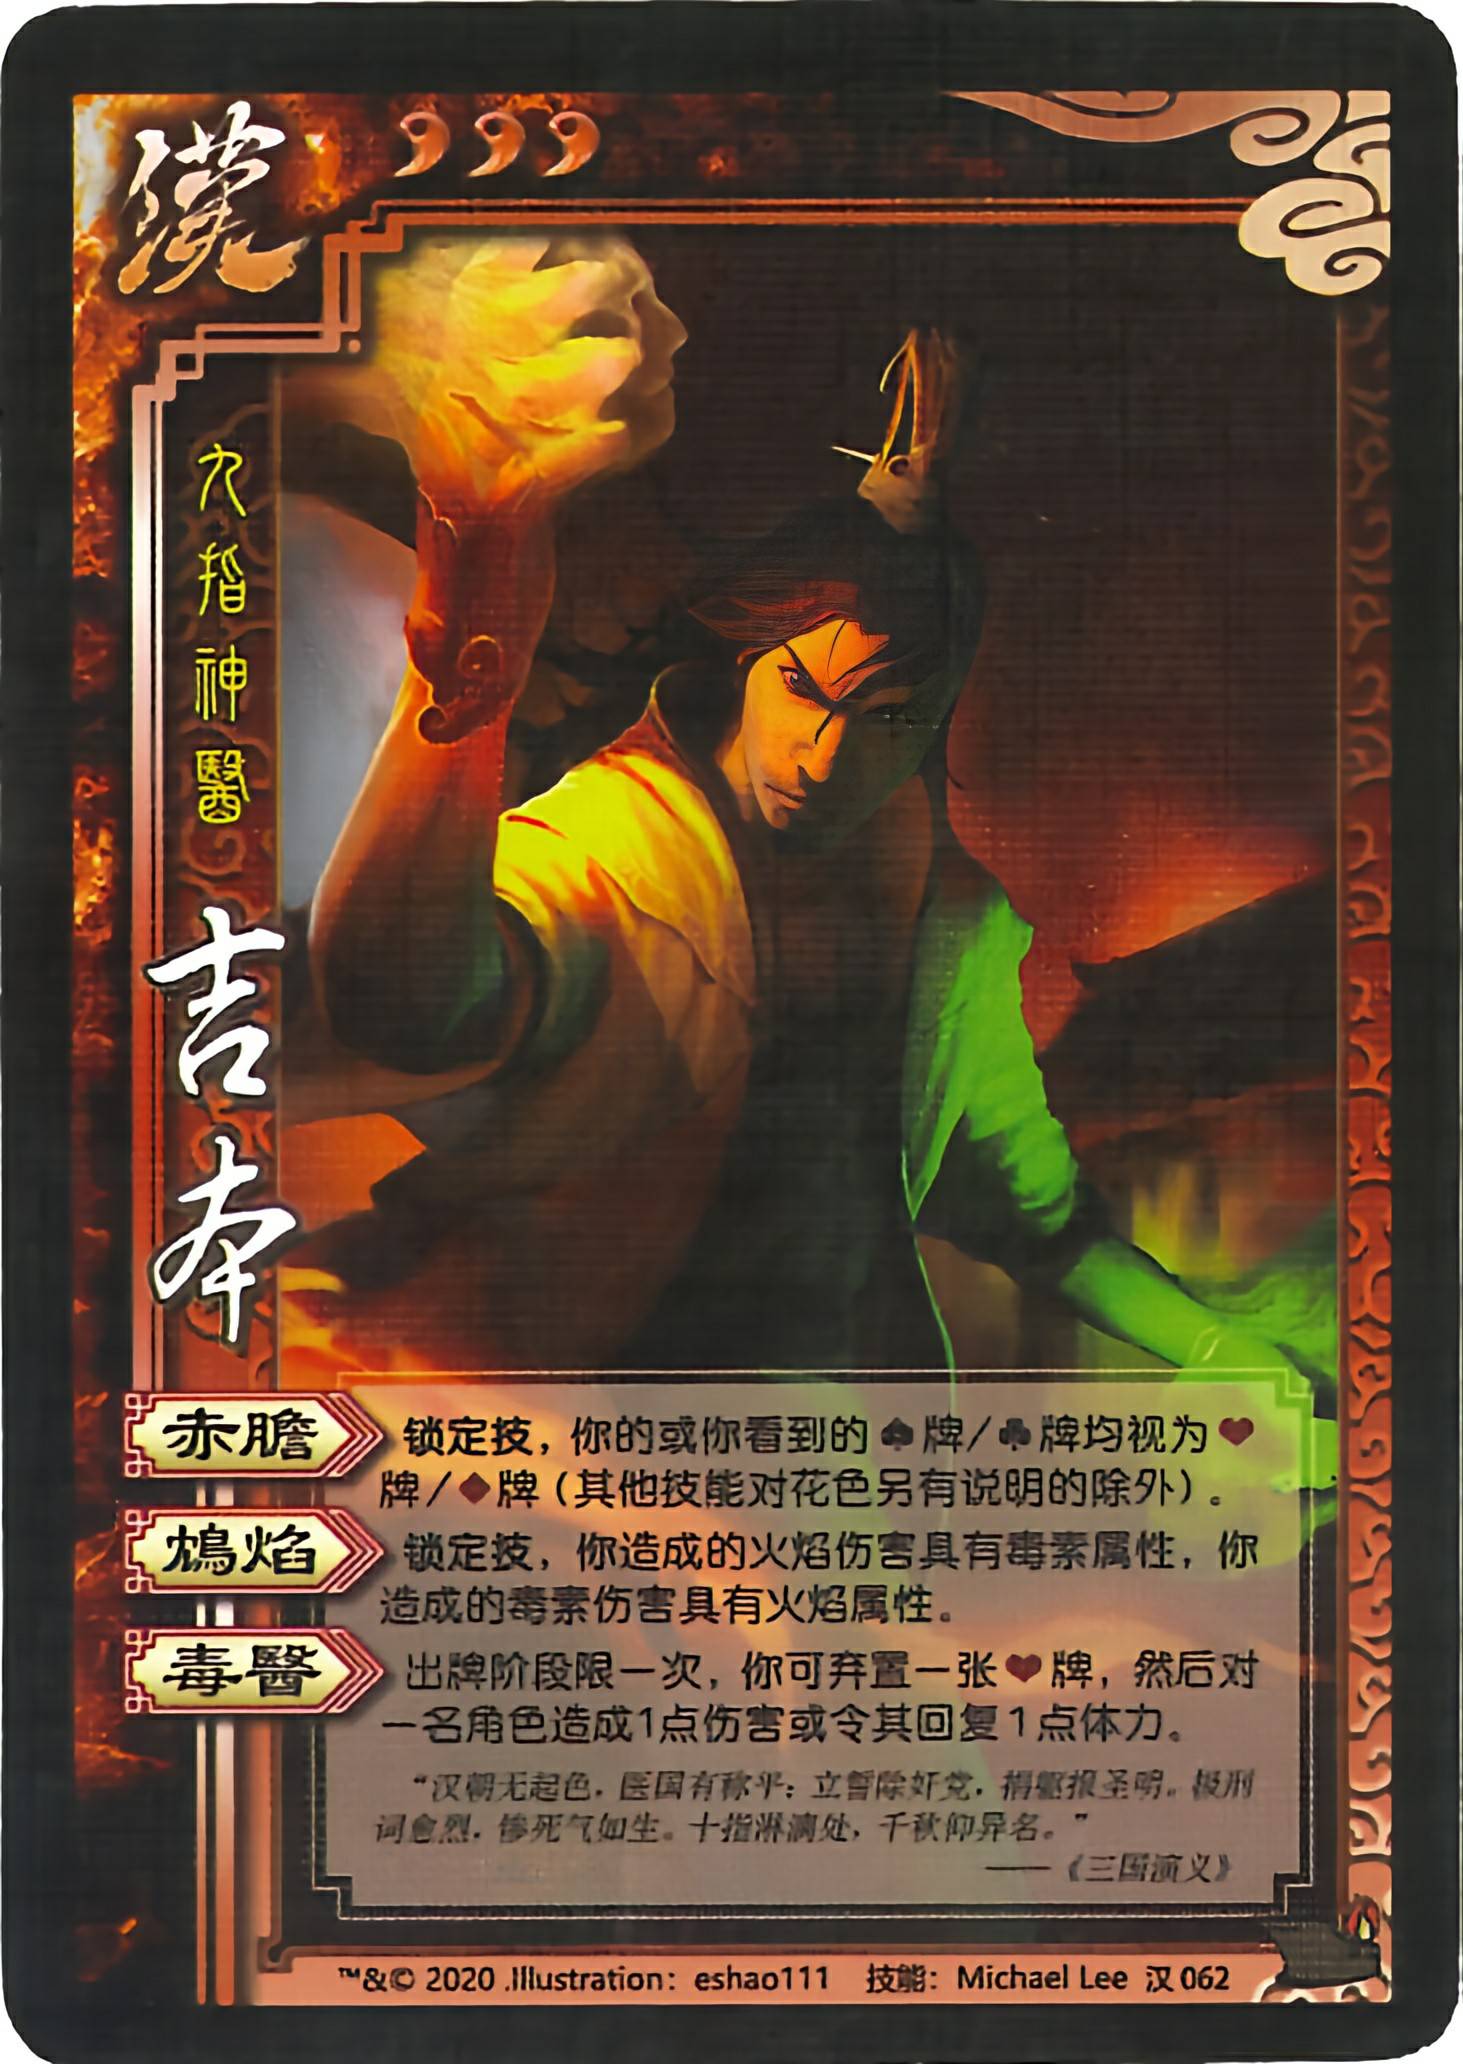 漢
九指神醫
吉本
赤膽
锁定技，你的或你看到的♠牌/♣牌均视为♥
牌/♦牌（其他技能对花色另有说明的除外）。
鴆焰
锁定技，你造成的火焰伤害具有毒素属性，你
造成的毒素伤害具有火焰属性。
毒醫
出牌阶段限一次，你可弃置一张♥牌，然后对
一名角色造成1点伤害或令其回复1点体力。
“汉朝无起色，医国有称平：立誓除奸党，捐躯报圣明。极刑
词愈烈，惨死气如生。十指淋漓处，千秋仰异名。”
——《三国演义》
™&© 2020 .Illustration：eshao111 技能：Michael Lee 汉 062